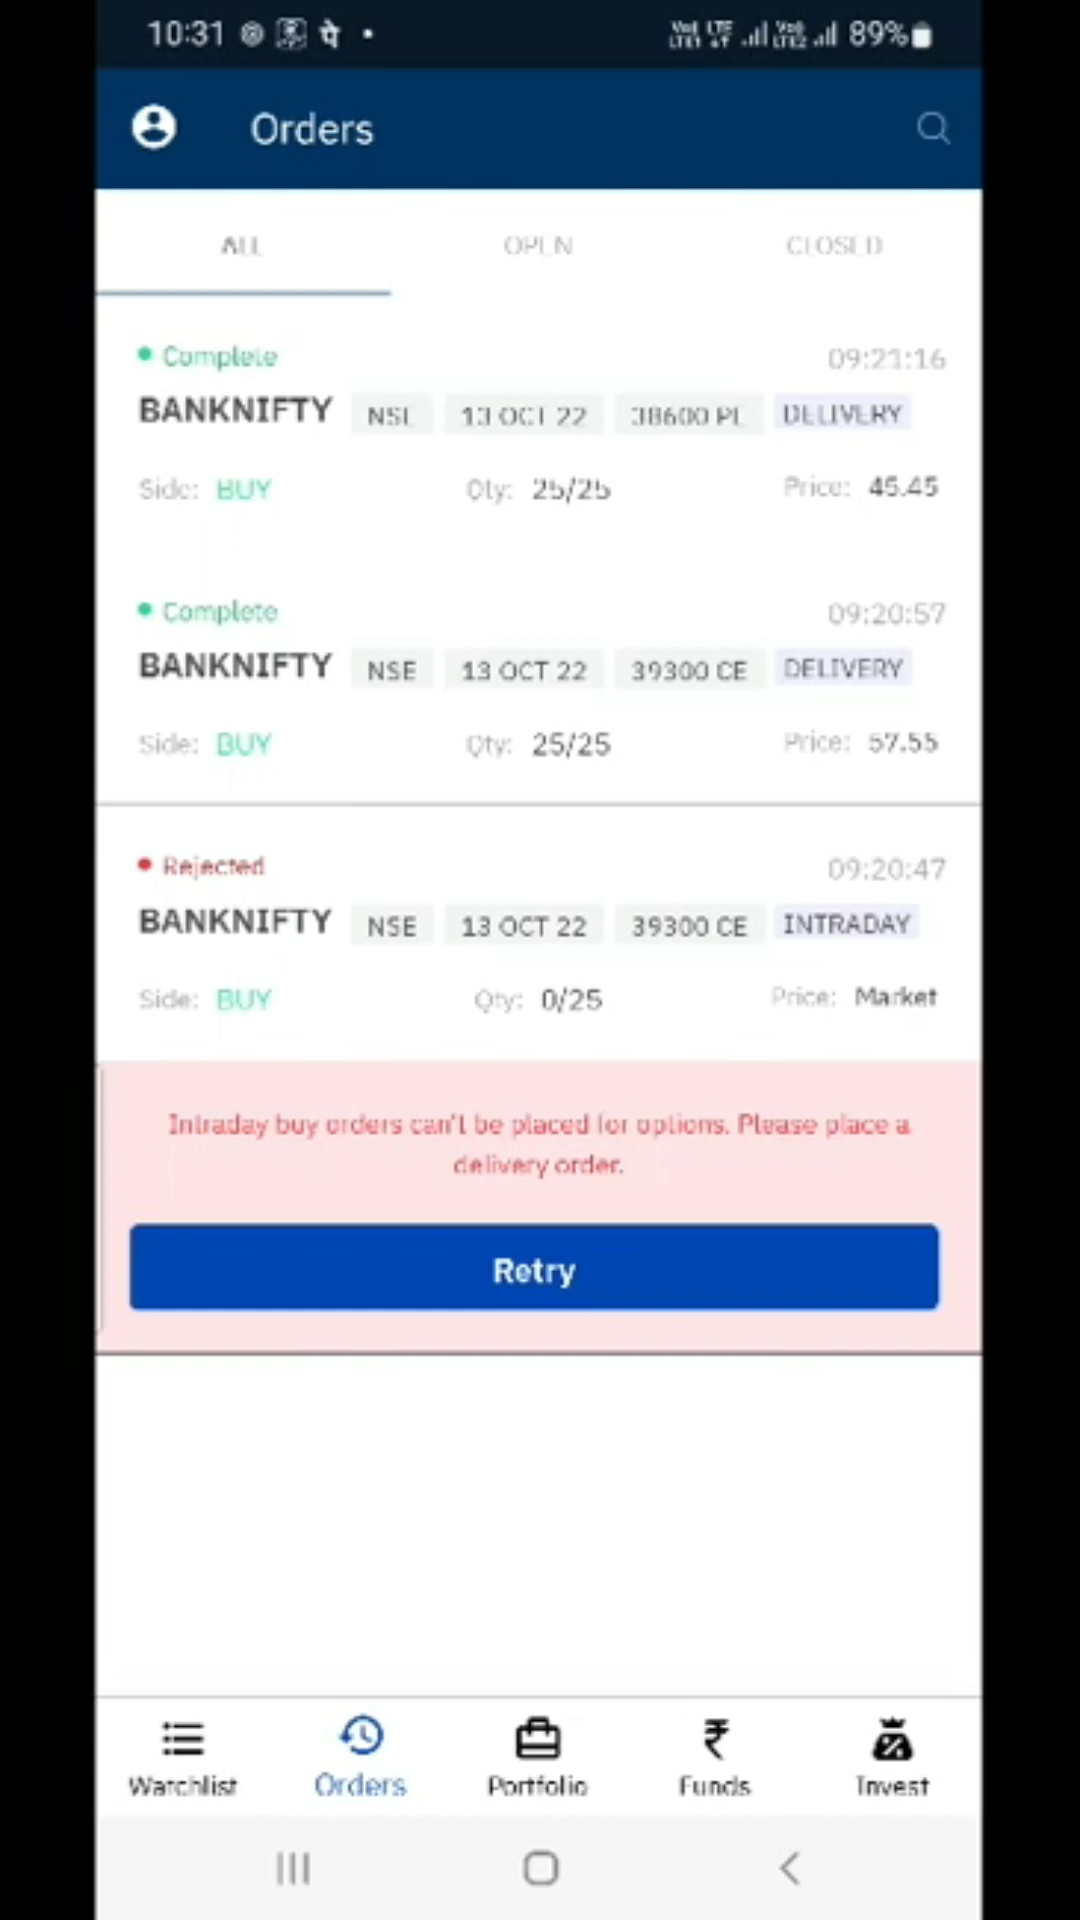 10:31 89%
Orders
ALL OPEN CLOSED
Complete 09:21:16
BANKNIFTY NSE 13 OCT 22 38600 PE DELIVERY
Side: BUY Qty: 25/25 Price: 45.45
Complete 09:20:57
BANKNIFTY NSE 13 OCT 22 39300 CE DELIVERY
Side: BUY Qty: 25/25 Price: 57.55
Rejected 09:20:47
BANKNIFTY NSE 13 OCT 22 39300 CE INTRADAY
Side: BUY Qty: 0/25 Price: Market
Intraday buy orders can't be placed for options. Please place a
delivery order.
Retry
Watchlist Orders Portfolio Funds Invest